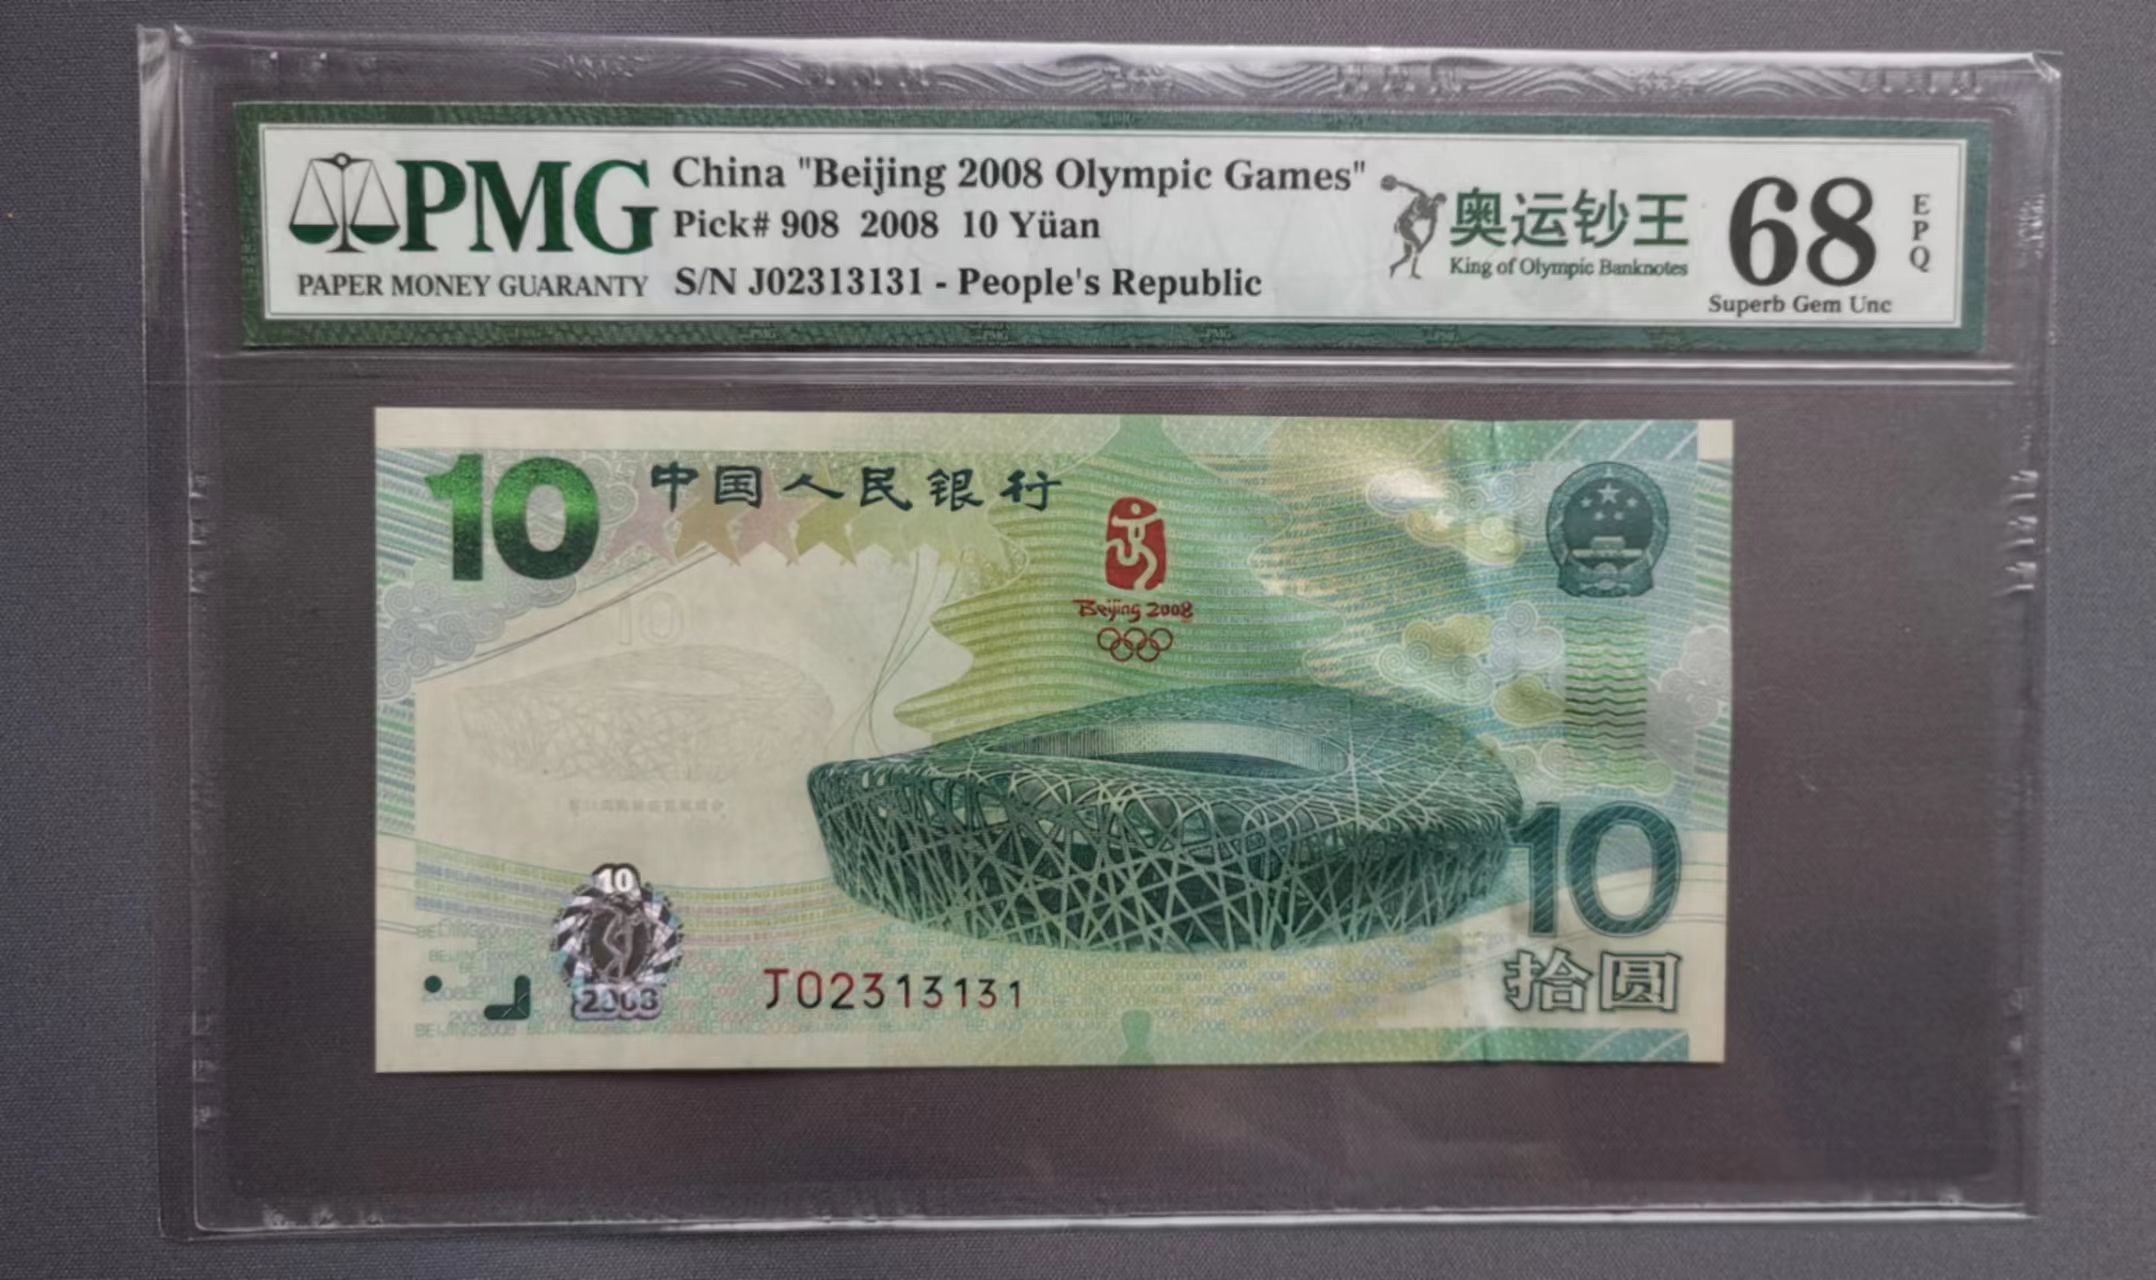 PMG
PAPER MONEY GUARANTY
China "Beijing 2008 Olympic Games"
Pick# 908 2008 10 Yüan
S/N J02313131 - People's Republic
奥运钞王
King of Olympic Banknotes
68
EPQ
Superb Gem Unc
10
中国人民银行
Beijing 2008
10
10
2008
J02313131
10
拾圆